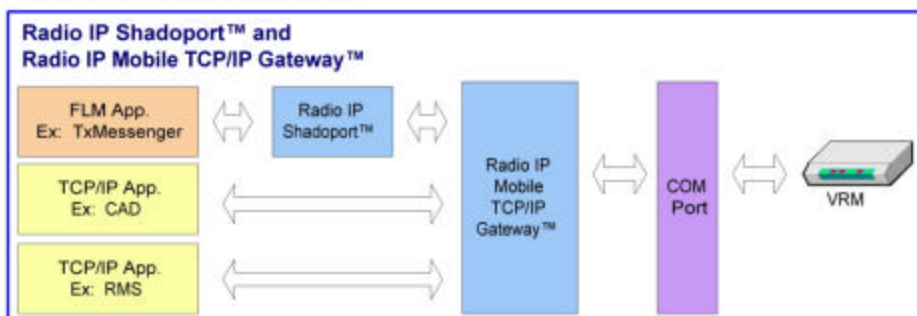 Radio IP Shadoport™ and
Radio IP Mobile TCP/IP Gateway™
FLM App.
Ex: TxMessenger
Radio IP
Shadoport™
TCP/IP App.
Ex: CAD
TCP/IP App.
Ex: RMS
Radio IP
Mobile
TCP/IP
Gateway™
COM
Port
VRM